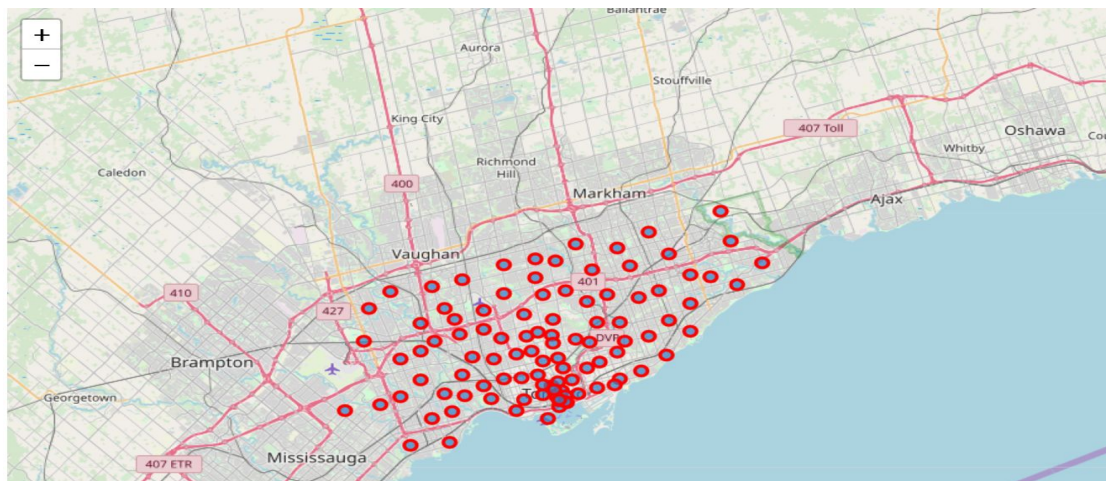 Ballantrae
+
−
Aurora
Stouffville
King City
407 Toll
Oshawa
Whitby
Richmond
Hill
Caledon
400
Markham
Ajax
Vaughan
410
401
427
DVP
Brampton
Georgetown
Mississauga
407 ETR